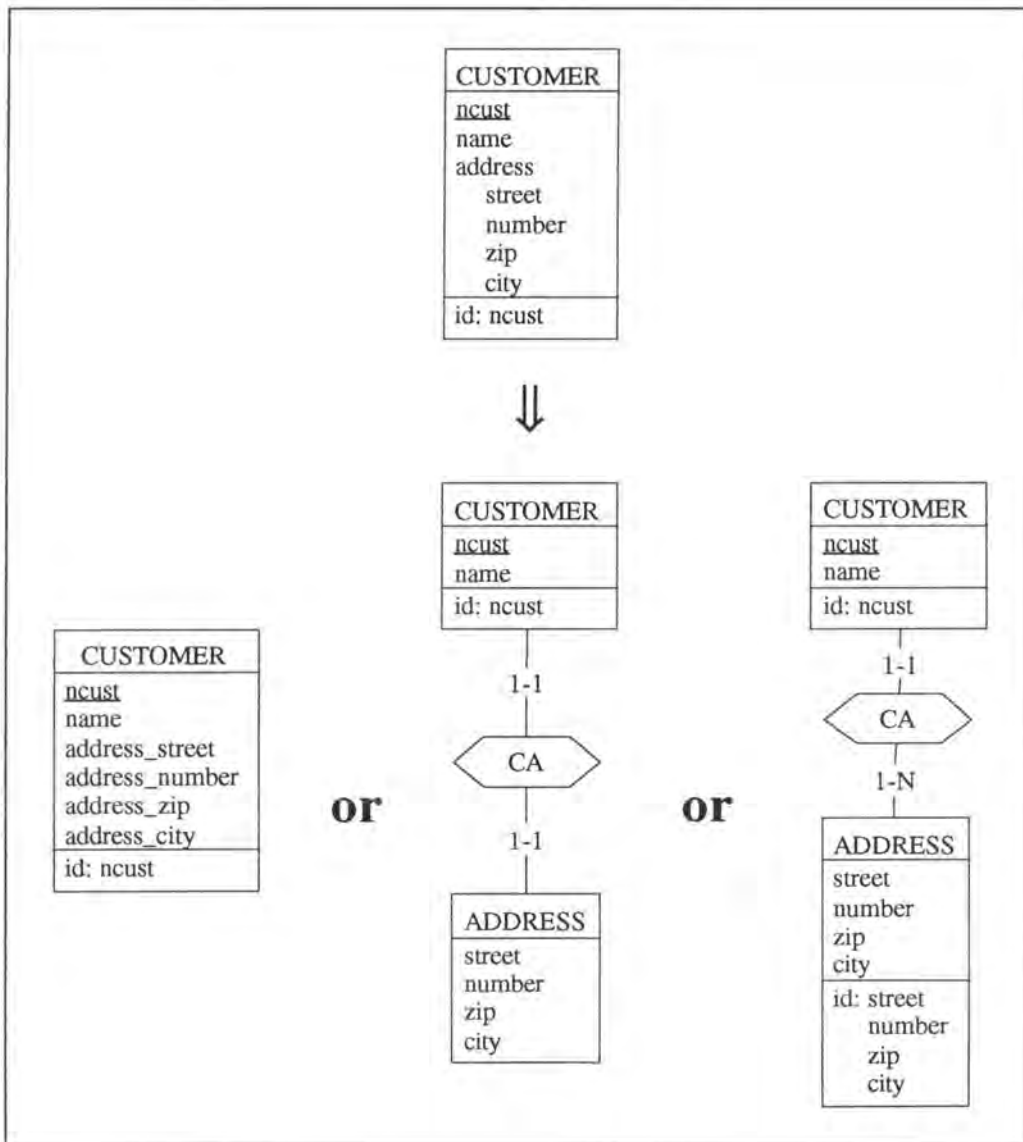 CUSTOMER
ncust
name
address
street
number
zip
city
id: ncust
⇓
CUSTOMER
ncust
name
address_street
address_number
address_zip
address_city
id: ncust
or
CUSTOMER
ncust
name
id: ncust
1-1
CA
1-1
ADDRESS
street
number
zip
city
or
CUSTOMER
ncust
name
id: ncust
1-1
CA
1-N
ADDRESS
street
number
zip
city
id: street
number
zip
city